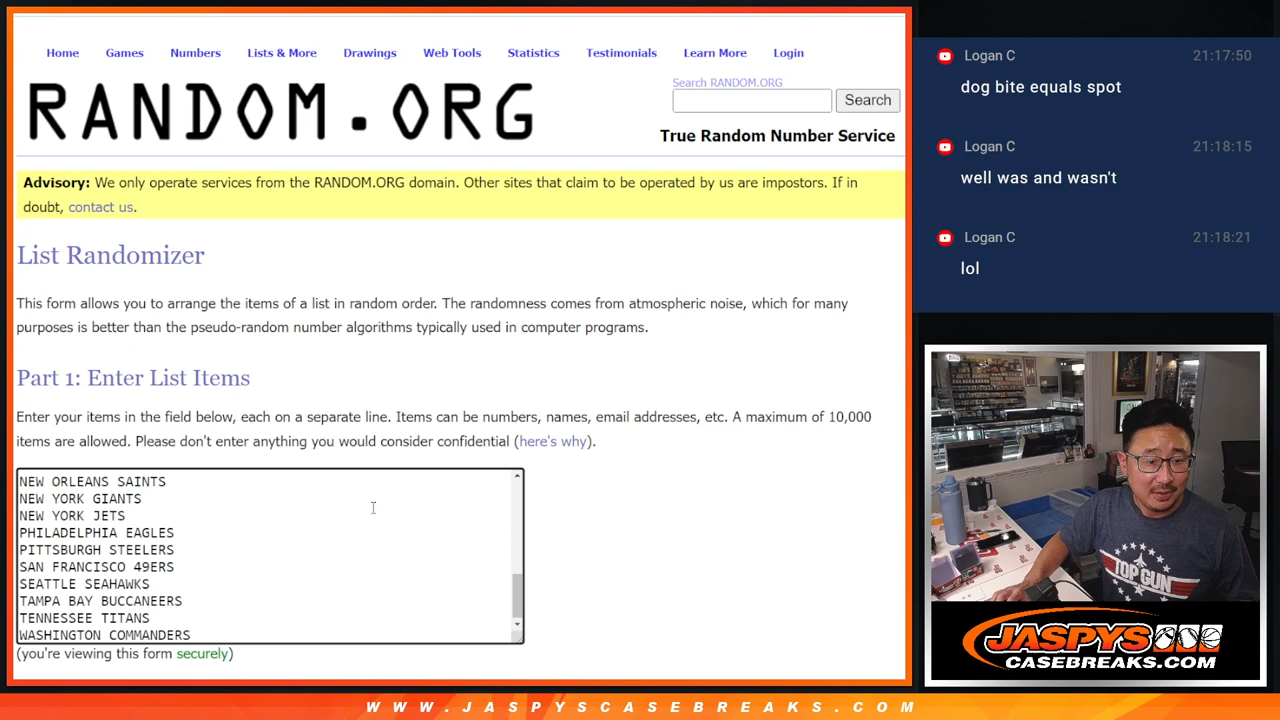 Home Games Numbers Lists & More Drawings Web Tools Statistics Testimonials Learn More Login
RANDOM.ORG
Search RANDOM.ORG
Search
True Random Number Service
Advisory: We only operate services from the RANDOM.ORG domain. Other sites that claim to be operated by us are impostors. If in
doubt, contact us.
List Randomizer
This form allows you to arrange the items of a list in random order. The randomness comes from atmospheric noise, which for many
purposes is better than the pseudo-random number algorithms typically used in computer programs.
Part 1: Enter List Items
Enter your items in the field below, each on a separate line. Items can be numbers, names, email addresses, etc. A maximum of 10,000
items are allowed. Please don't enter anything you would consider confidential (here's why).
NEW ORLEANS SAINTS
NEW YORK GIANTS
NEW YORK JETS
PHILADELPHIA EAGLES
PITTSBURGH STEELERS
SAN FRANCISCO 49ERS
SEATTLE SEAHAWKS
TAMPA BAY BUCCANEERS
TENNESSEE TITANS
WASHINGTON COMMANDERS
(you're viewing this form securely)
Logan C 21:17:50
dog bite equals spot
Logan C 21:18:15
well was and wasn't
Logan C 21:18:21
lol
TOP GUN
JASPYS
CASEBREAKS.COM
WWW.JASPYSCASEBREAKS.COM